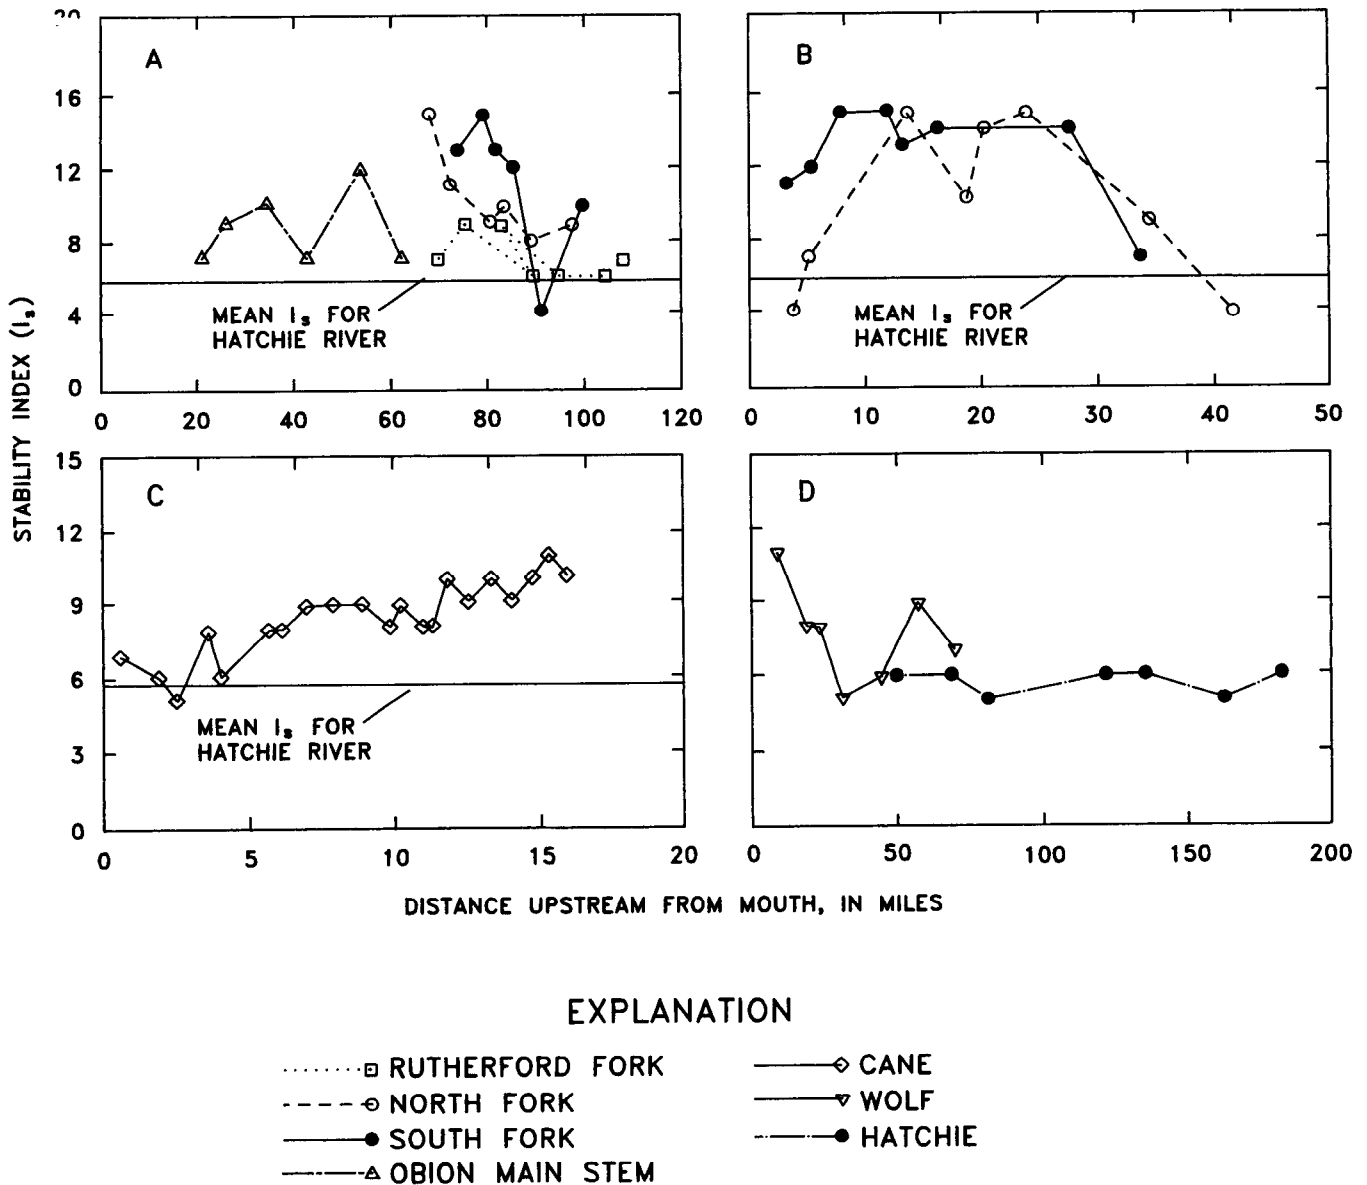 20
A
B
16
12
8
4
0
MEAN Is FOR
HATCHIE RIVER
MEAN Is FOR
HATCHIE RIVER
0 20 40 60 80 100 120
0 10 20 30 40 50
STABILITY INDEX (Is)
15
C
D
12
9
6
3
0
MEAN Is FOR
HATCHIE RIVER
0 5 10 15 20
0 50 100 150 200
DISTANCE UPSTREAM FROM MOUTH, IN MILES
EXPLANATION
RUTHERFORD FORK
NORTH FORK
SOUTH FORK
OBION MAIN STEM
CANE
WOLF
HATCHIE